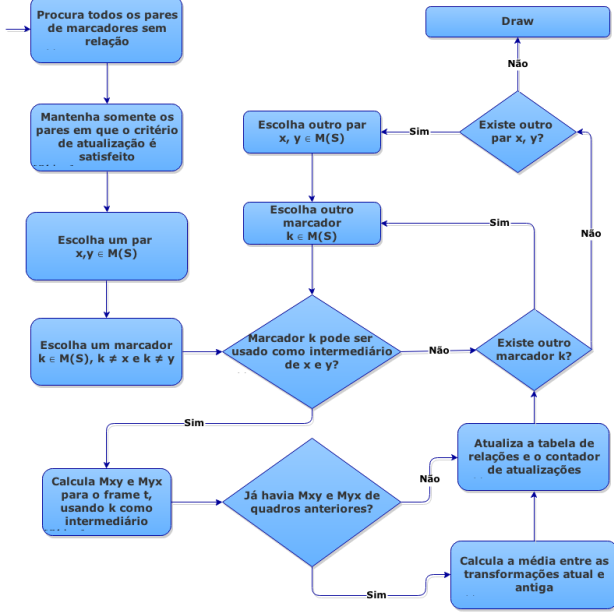 Procura todos os pares
de marcadores sem
relação
Mantenha somente os
pares em que o critério
de atualização é
satisfeito
Escolha um par
x,y ∈ M(S)
Escolha um marcador
k ∈ M(S), k ≠ x e k ≠ y
Draw
Não
Existe outro
par x, y?
Sim
Escolha outro par
x, y ∈ M(S)
Escolha outro
marcador
k ∈ M(S)
Sim
Não
Marcador k pode ser
usado como intermediário
de x e y?
Não
Existe outro
marcador k?
Sim
Calcula Mxy e Myx
para o frame t,
usando k como
intermediário
Já havia Mxy e Myx de
quadros anteriores?
Não
Atualiza a tabela de
relações e o contador
de atualizações
Sim
Calcula a média entre as
transformações atual e
antiga